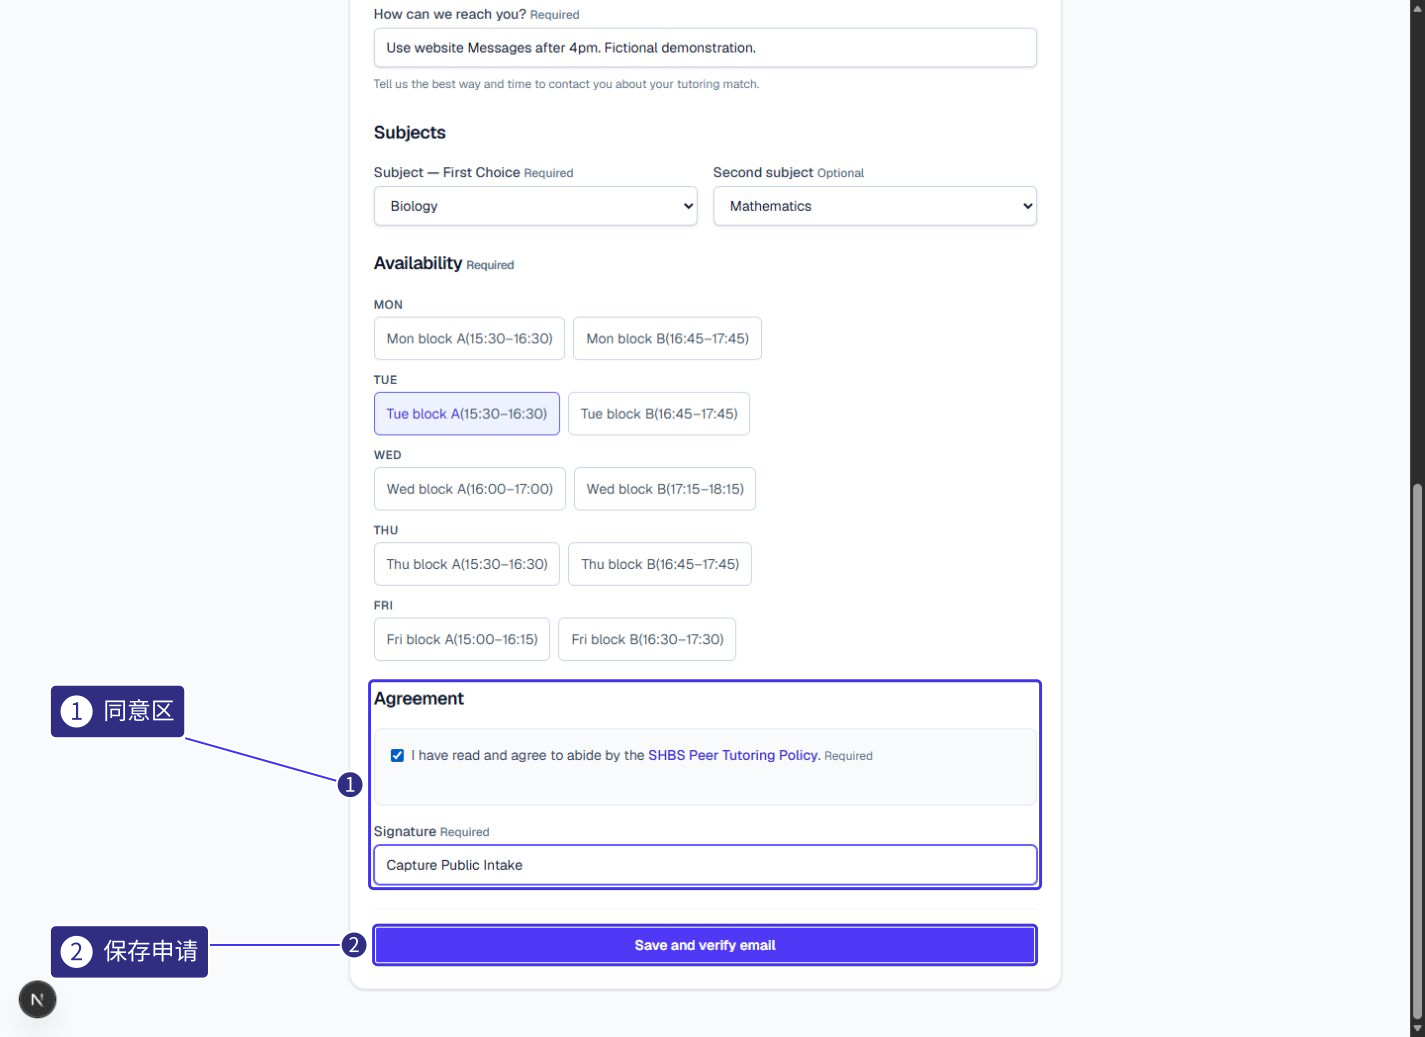 How can we reach you? Required
Use website Messages after 4pm. Fictional demonstration.
Tell us the best way and time to contact you about your tutoring match.
Subjects
Subject — First Choice Required
Second subject Optional
Biology
Mathematics
Availability Required
MON
Mon block A(15:30–16:30)
Mon block B(16:45–17:45)
TUE
Tue block A(15:30–16:30)
Tue block B(16:45–17:45)
WED
Wed block A(16:00–17:00)
Wed block B(17:15–18:15)
THU
Thu block A(15:30–16:30)
Thu block B(16:45–17:45)
FRI
Fri block A(15:00–16:15)
Fri block B(16:30–17:30)
1 同意区
Agreement
I have read and agree to abide by the SHBS Peer Tutoring Policy. Required
1
Signature Required
Capture Public Intake
2 保存申请
2
Save and verify email
N